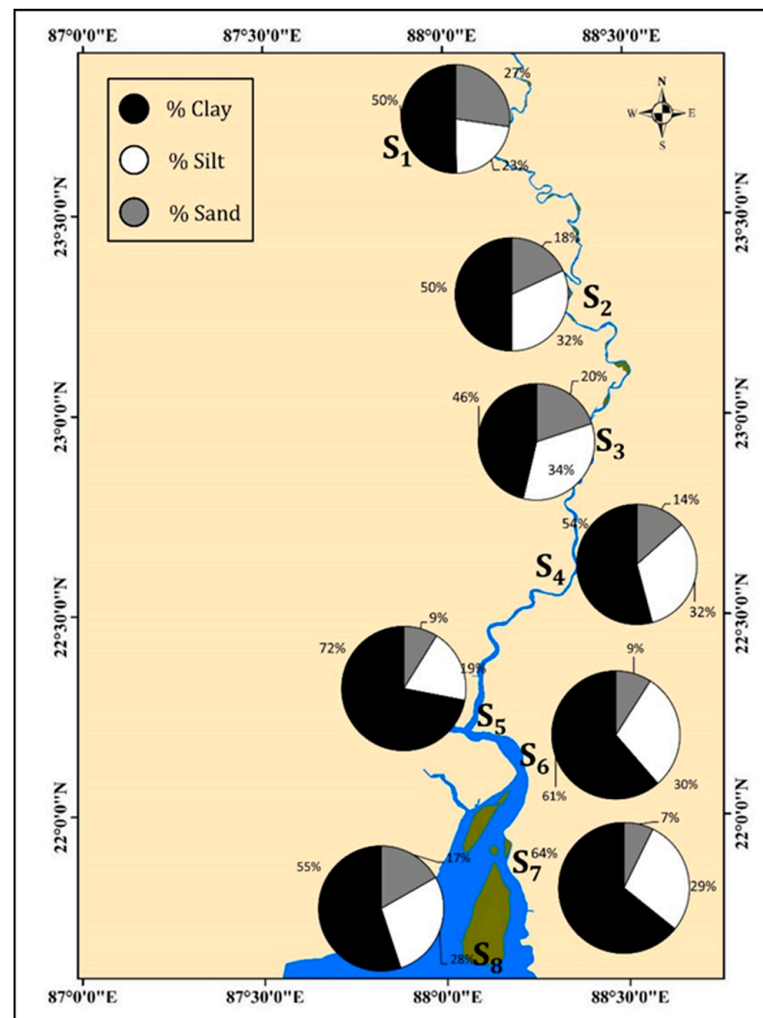 87°0'0"E 87°30'0"E 88°0'0"E 88°30'0"E
% Clay
% Silt
% Sand
N
W E
S
27%
50%
S1
23%
23°30'0"N 23°30'0"N
18%
50%
S2
32%
20%
46%
23°0'0"N 23°0'0"N
S3
34%
14%
54%
S4
32%
22°30'0"N 22°30'0"N
9%
72%
19%
9%
S5
S6
61% 30%
22°0'0"N 22°0'0"N
7%
64%
S7
29%
55% 17%
28%
S8
87°0'0"E 87°30'0"E 88°0'0"E 88°30'0"E